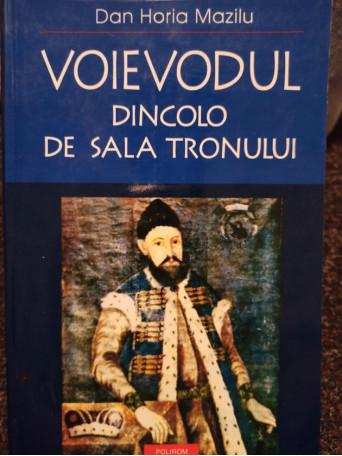 Dan Horia Mazilu
VOIEVODUL
DINCOLO
DE SALA TRONULUI
POLIROM